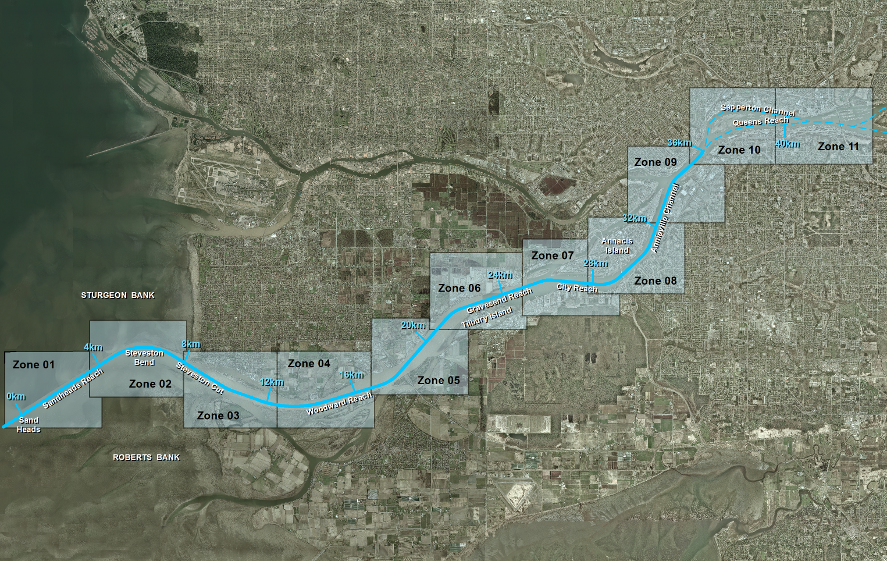 Sapperton Channel
Queens Reach
36km
40km
Zone 10
Zone 11
Zone 09
Annieville Channel
32km
Annacis
Island
Zone 07
28km
Zone 08
Zone 06
24km
City Reach
STURGEON BANK
Gravesend Reach
Tilbury Island
20km
4km
8km
Steveston
Bend
Zone 01
Zone 04
Steveston Cut
Sandheads Reach
Zone 02
12km
16km
Zone 05
0km
Woodward Reach
Zone 03
Sand
Heads
ROBERTS BANK